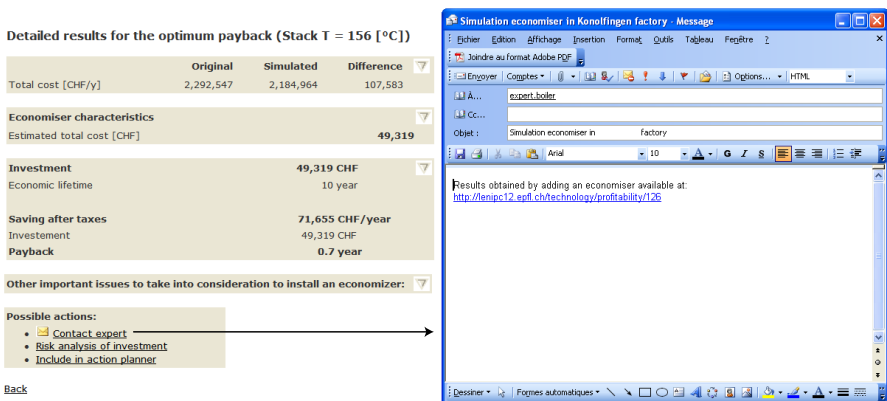 Detailed results for the optimum payback (Stack T = 156 [°C])
Original Simulated Difference
Total cost [CHF/y] 2,292,547 2,184,964 107,583
Economiser characteristics
Estimated total cost [CHF] 49,319
Investment 49,319 CHF
Economic lifetime 10 year
Saving after taxes 71,655 CHF/year
Investement 49,319 CHF
Payback 0.7 year
Other important issues to take into consideration to install an economizer:
Possible actions:
• Contact expert
• Risk analysis of investment
• Include in action planner
Back
Simulation economiser in Konolfingen factory - Message
Eichier Edition Affichage Insertion Format Outils Tableau Fenêtre ?
Joindre au format Adobe PDF
Envoyer Comptes Options... HTML
À... expert.boiler
Cc...
Objet : Simulation economiser in factory
Arial 10 A G I S
Results obtained by adding an economiser available at:
http://lenipc12.epfl.ch/technology/profitability/126
Dessiner Formes automatiques